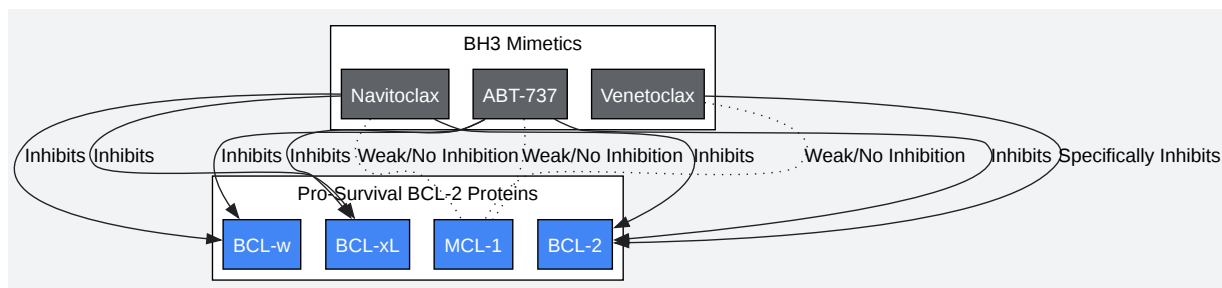 BH3 Mimetics
Navitoclax
ABT-737
Venetoclax
Inhibits
Inhibits
Inhibits
Inhibits
Weak/No Inhibition
Weak/No Inhibition
Inhibits
Weak/No Inhibition
Inhibits
Specifically Inhibits
Pro-Survival BCL-2 Proteins
BCL-w
BCL-xL
MCL-1
BCL-2